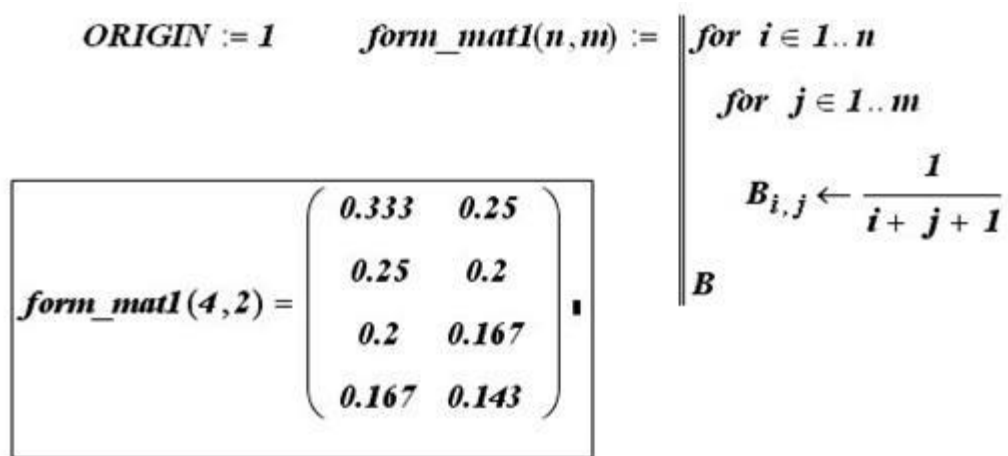 ORIGIN := 1 form_mat1(n,m) := for i ∈ 1..n
for j ∈ 1..m
B i,j ← 1 / (i + j + 1)
B
form_mat1(4,2) =
0.333 0.25
0.25 0.2
0.2 0.167
0.167 0.143